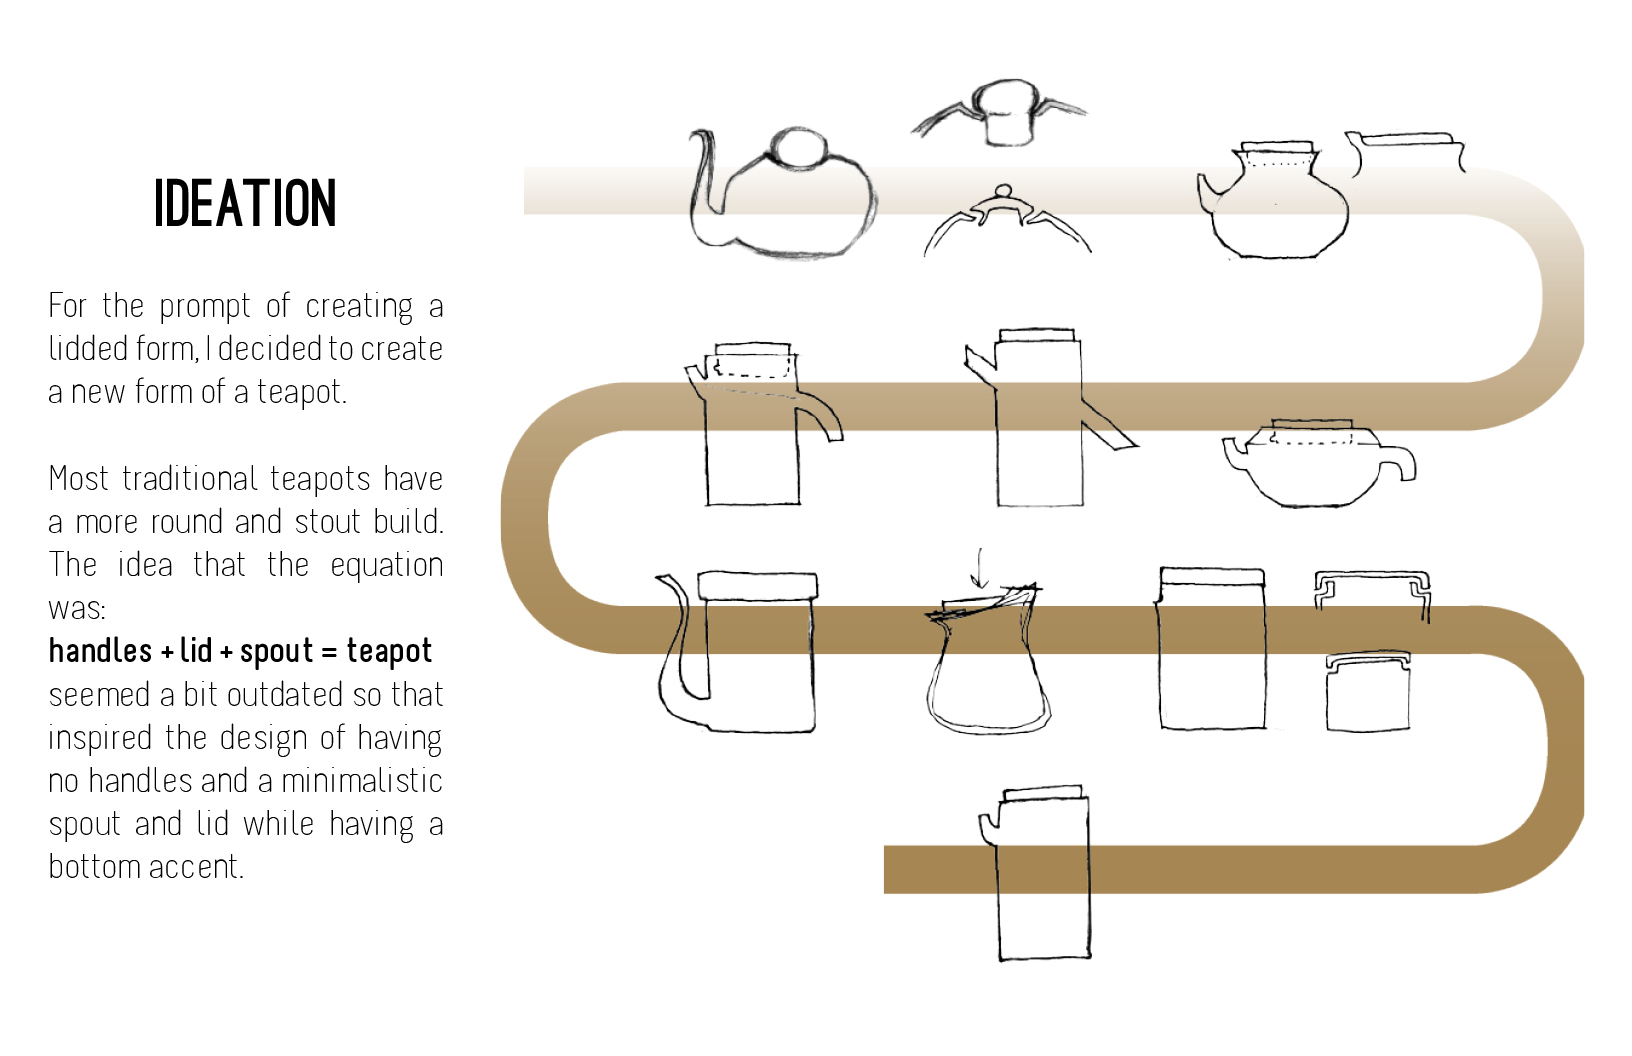 IDEATION
For the prompt of creating a
lidded form, I decided to create
a new form of a teapot.
Most traditional teapots have
a more round and stout build.
The idea that the equation
was:
handles + lid + spout = teapot
seemed a bit outdated so that
inspired the design of having
no handles and a minimalistic
spout and lid while having a
bottom accent.